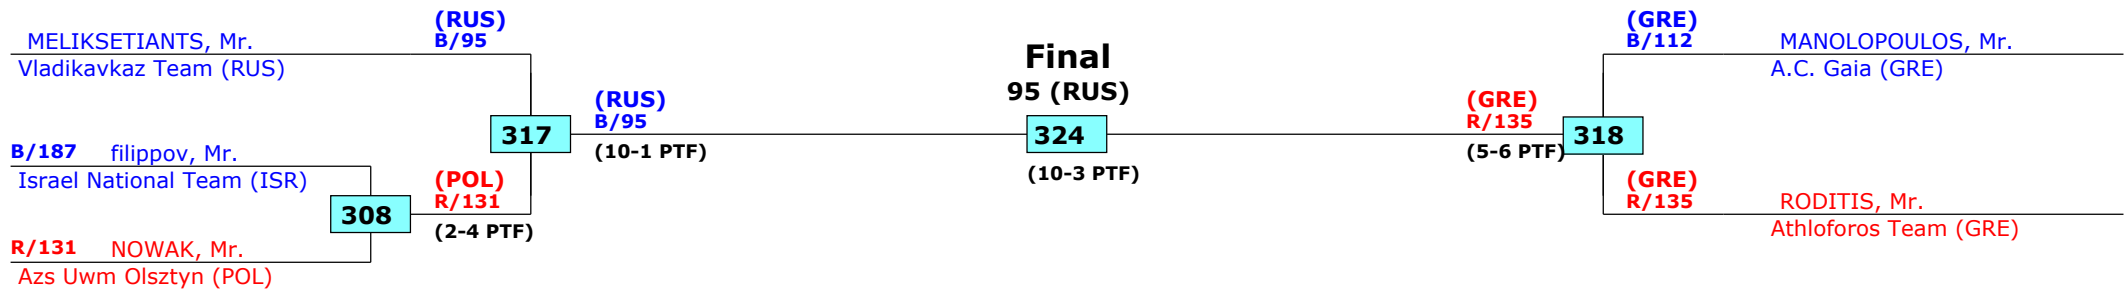 (RUS)
B/95
MELIKSETIANTS, Mr.
Vladikavkaz Team (RUS)
B/187 filippov, Mr.
Israel National Team (ISR)
308
R/131 NOWAK, Mr.
Azs Uwm Olsztyn (POL)
(POL)
R/131
(2-4 PTF)
317
(RUS)
B/95
(10-1 PTF)
Final
95 (RUS)
324
(10-3 PTF)
(GRE)
R/135
(5-6 PTF)
318
(GRE)
B/112
MANOLOPOULOS, Mr.
A.C. Gaia (GRE)
(GRE)
R/135
RODITIS, Mr.
Athloforos Team (GRE)